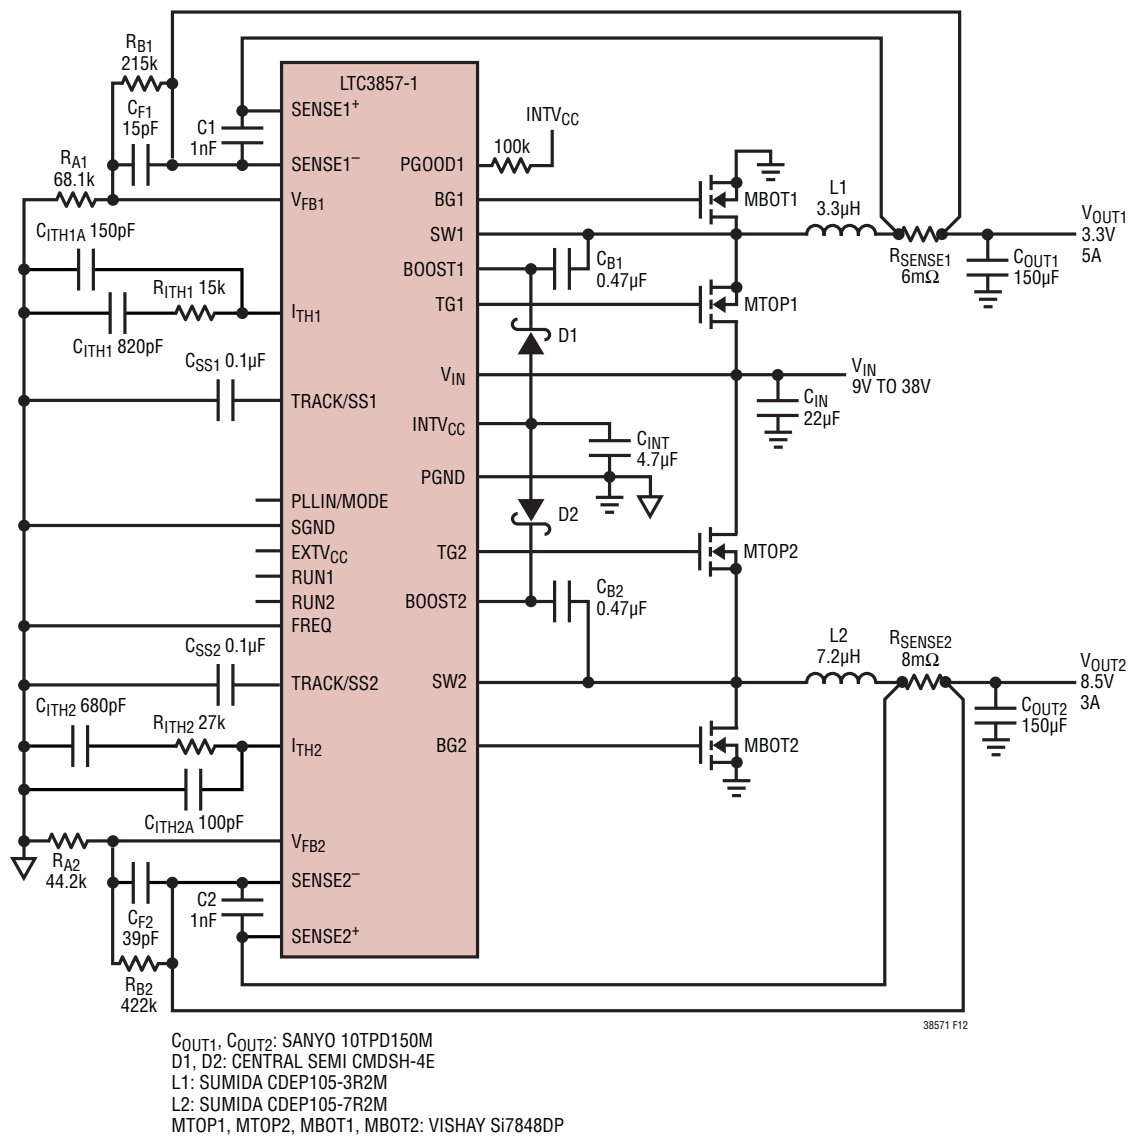 RB1
215k
CF1
15pF
C1
1nF
RA1
68.1k
LTC3857-1
SENSE1+
SENSE1–
VFB1
PGOOD1
100k
INTVCC
BG1
MBOT1
SW1
BOOST1
CB1
0.47µF
TG1
MTOP1
L1
3.3µH
RSENSE1
6mΩ
VOUT1
3.3V
5A
COUT1
150µF
CITH1A 150pF
RITH1 15k
ITH1
CITH1 820pF
D1
CSS1 0.1µF
TRACK/SS1
VIN
VIN
9V TO 38V
CIN
22µF
INTVCC
CINT
4.7µF
PGND
PLLIN/MODE
SGND
EXTVCC
RUN1
RUN2
FREQ
D2
TG2
MTOP2
BOOST2
CB2
0.47µF
CSS2 0.1µF
TRACK/SS2
SW2
L2
7.2µH
RSENSE2
8mΩ
VOUT2
8.5V
3A
COUT2
150µF
CITH2 680pF
RITH2 27k
ITH2
BG2
MBOT2
CITH2A 100pF
VFB2
RA2
44.2k
SENSE2–
C2
1nF
CF2
39pF
SENSE2+
RB2
422k
38571 F12
COUT1, COUT2: SANYO 10TPD150M
D1, D2: CENTRAL SEMI CMDSH-4E
L1: SUMIDA CDEP105-3R2M
L2: SUMIDA CDEP105-7R2M
MTOP1, MTOP2, MBOT1, MBOT2: VISHAY Si7848DP